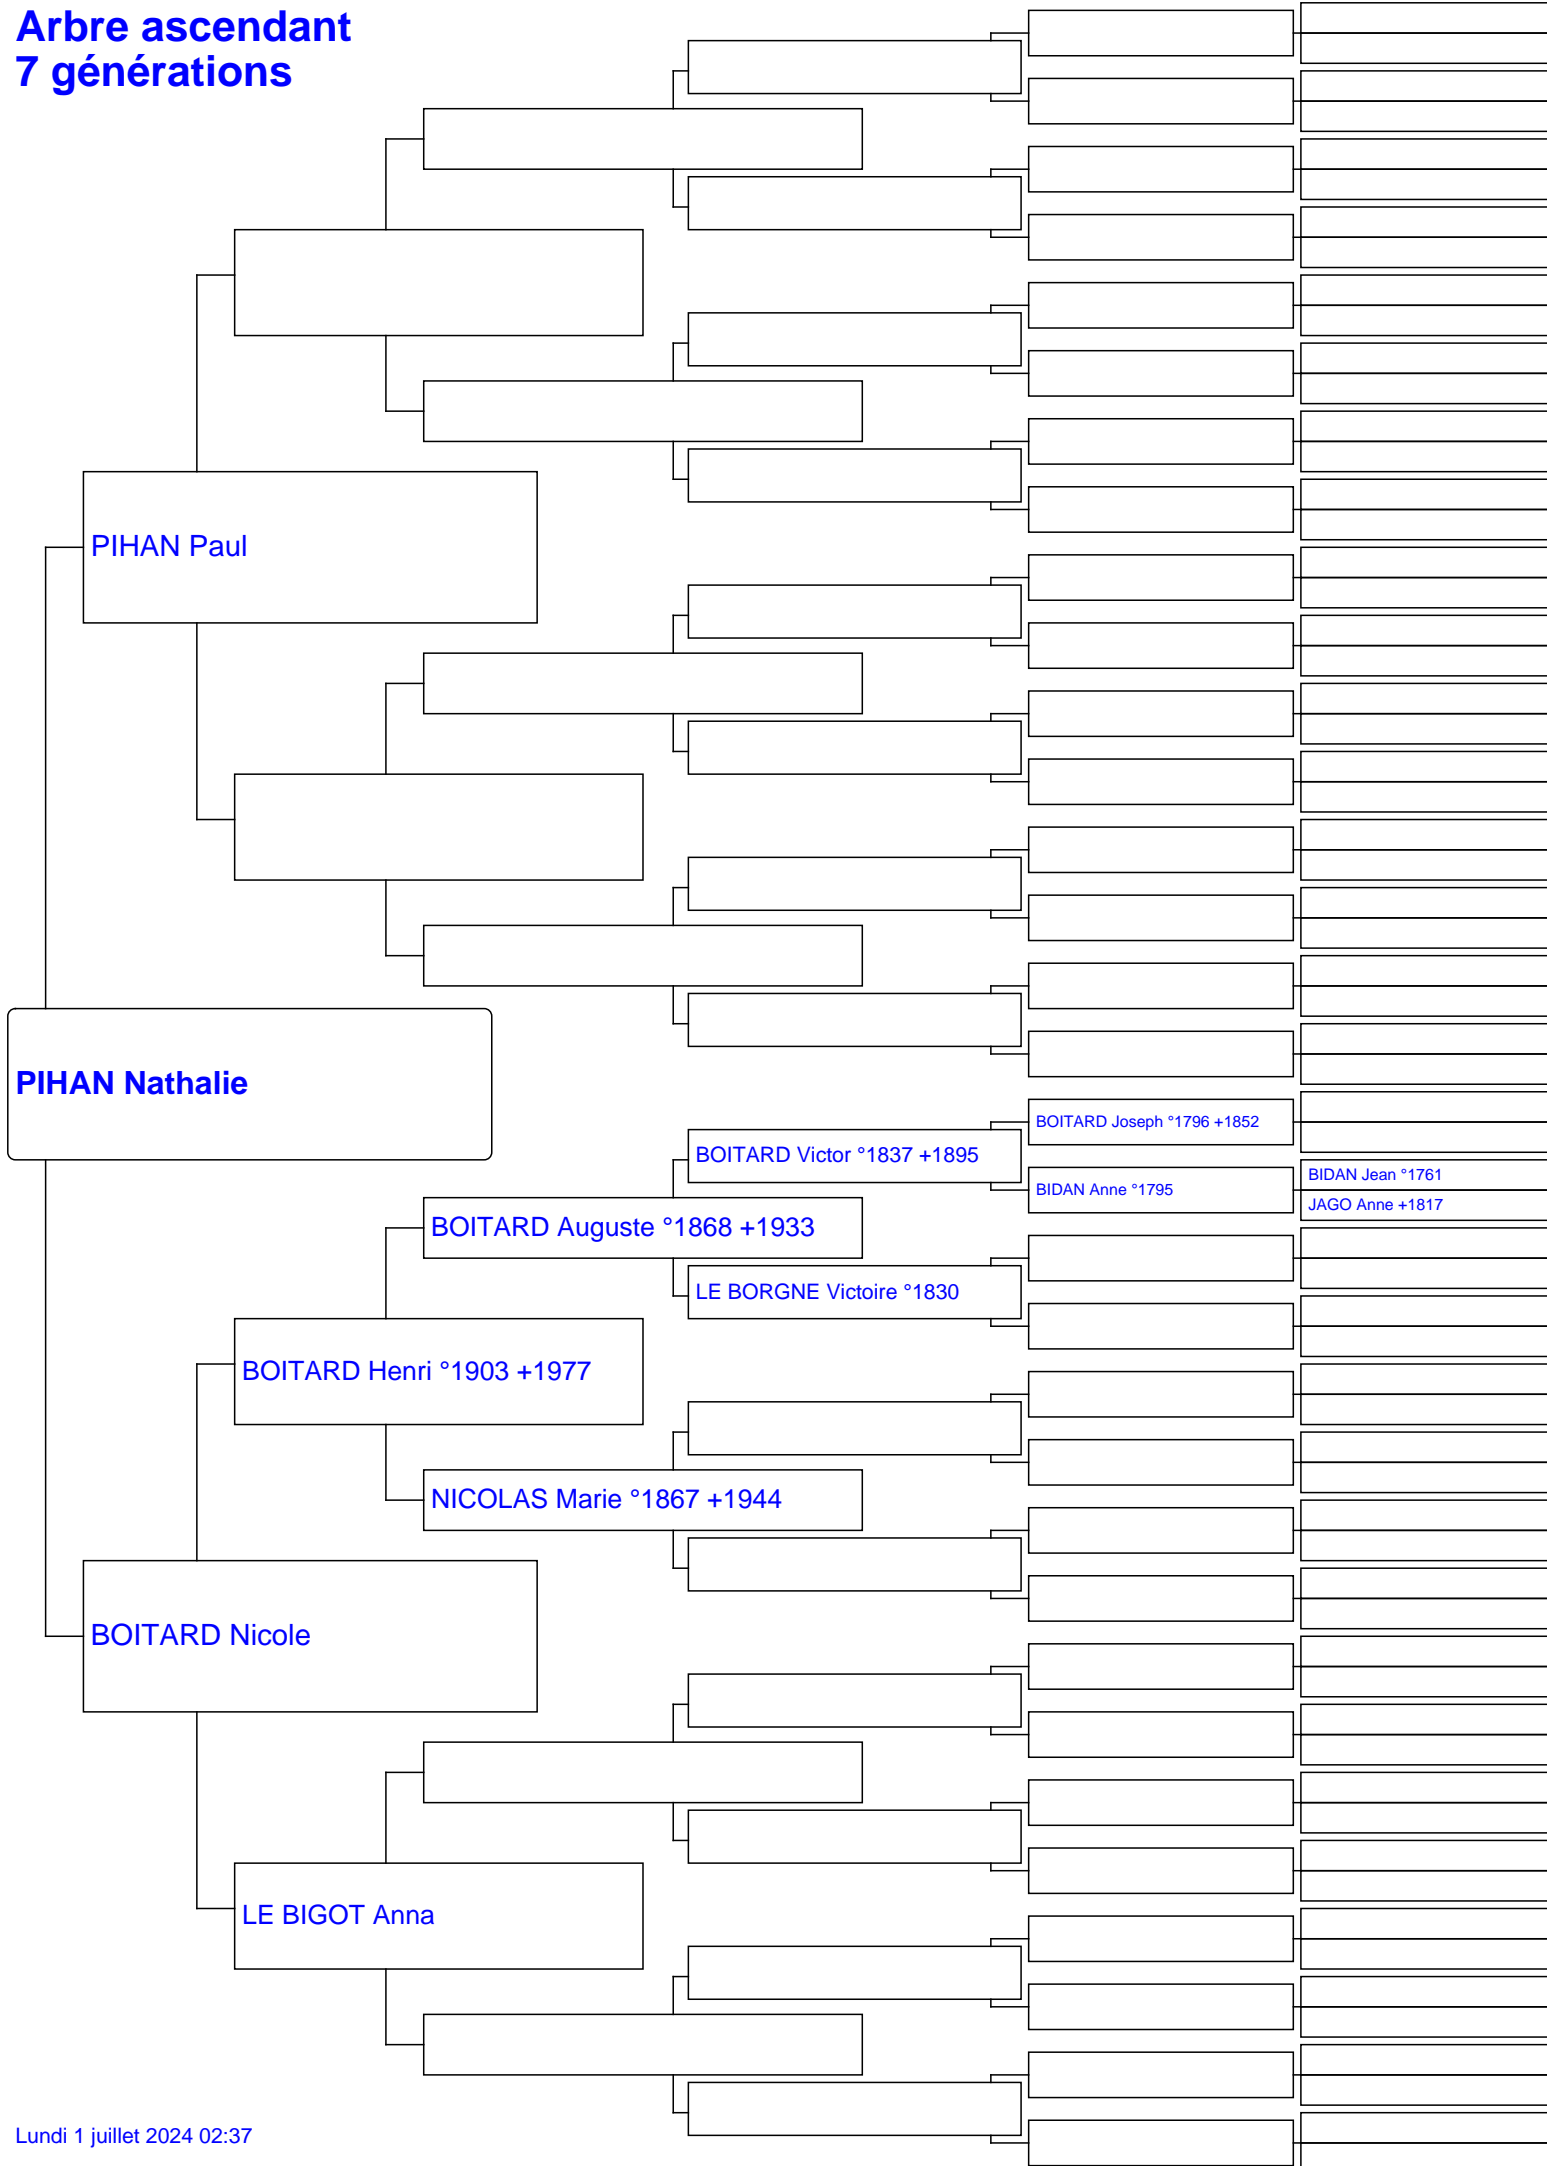 Arbre ascendant
7 générations
PIHAN Paul
PIHAN Nathalie
BOITARD Joseph °1796 +1852
BOITARD Victor °1837 +1895
BIDAN Jean °1761
BIDAN Anne °1795
JAGO Anne +1817
BOITARD Auguste °1868 +1933
LE BORGNE Victoire °1830
BOITARD Henri °1903 +1977
NICOLAS Marie °1867 +1944
BOITARD Nicole
LE BIGOT Anna
Lundi 1 juillet 2024 02:37